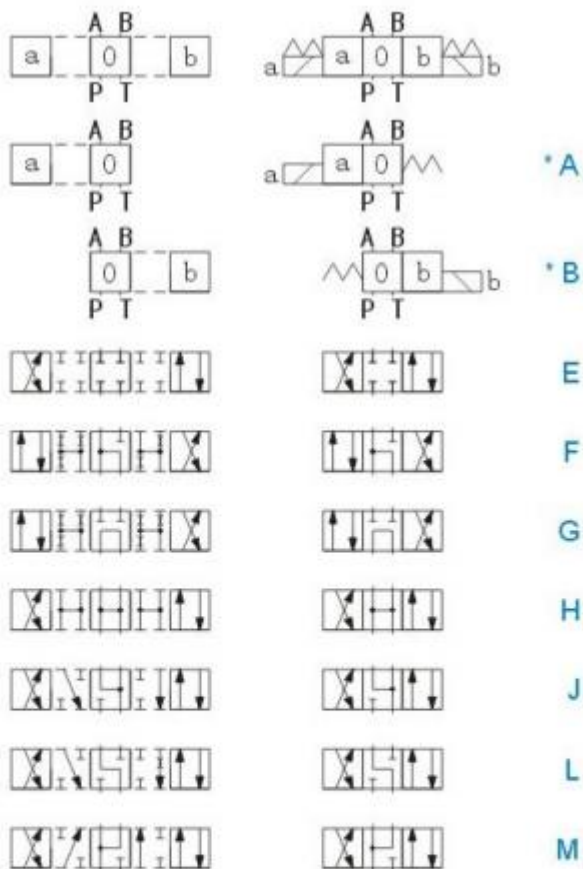 A B A B
a 0 b a a 0 b b
P T P T
A B A B
a 0 a a 0 * A
P T P T
A B A B
0 b 0 b b * B
P T P T
E
F
G
H
J
L
M